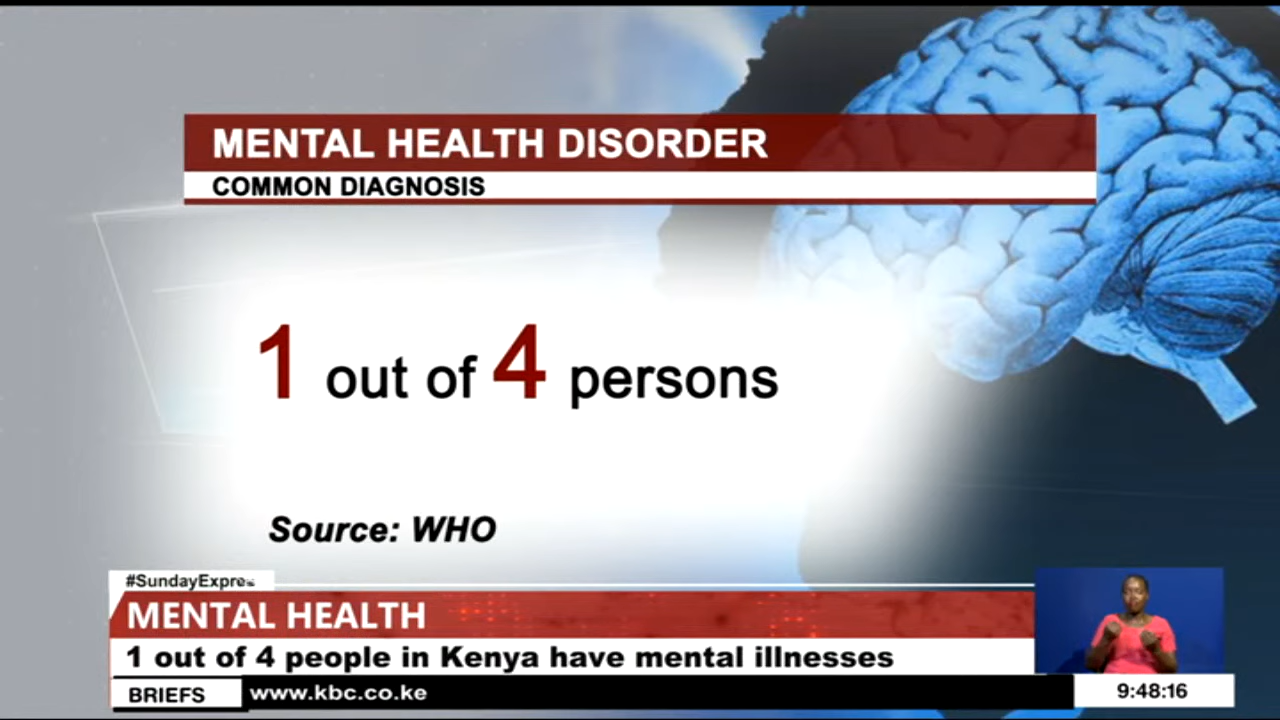 MENTAL HEALTH DISORDER
COMMON DIAGNOSIS
1 out of 4 persons
Source: WHO
MENTAL HEALTH
1 out of 4 people in Kenya have mental illnesses
BRIEFS www.kbc.co.ke 9:48:16